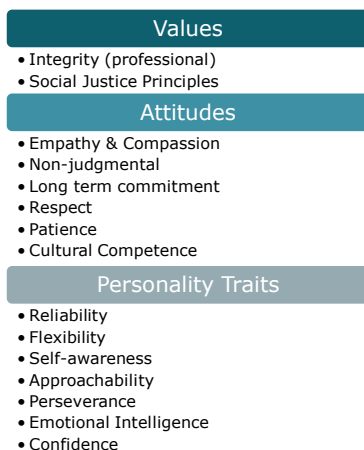 Values
• Integrity (professional)
• Social Justice Principles
Attitudes
• Empathy & Compassion
• Non-judgmental
• Long term commitment
• Respect
• Patience
• Cultural Competence
Personality Traits
• Reliability
• Flexibility
• Self-awareness
• Approachability
• Perseverance
• Emotional Intelligence
• Confidence